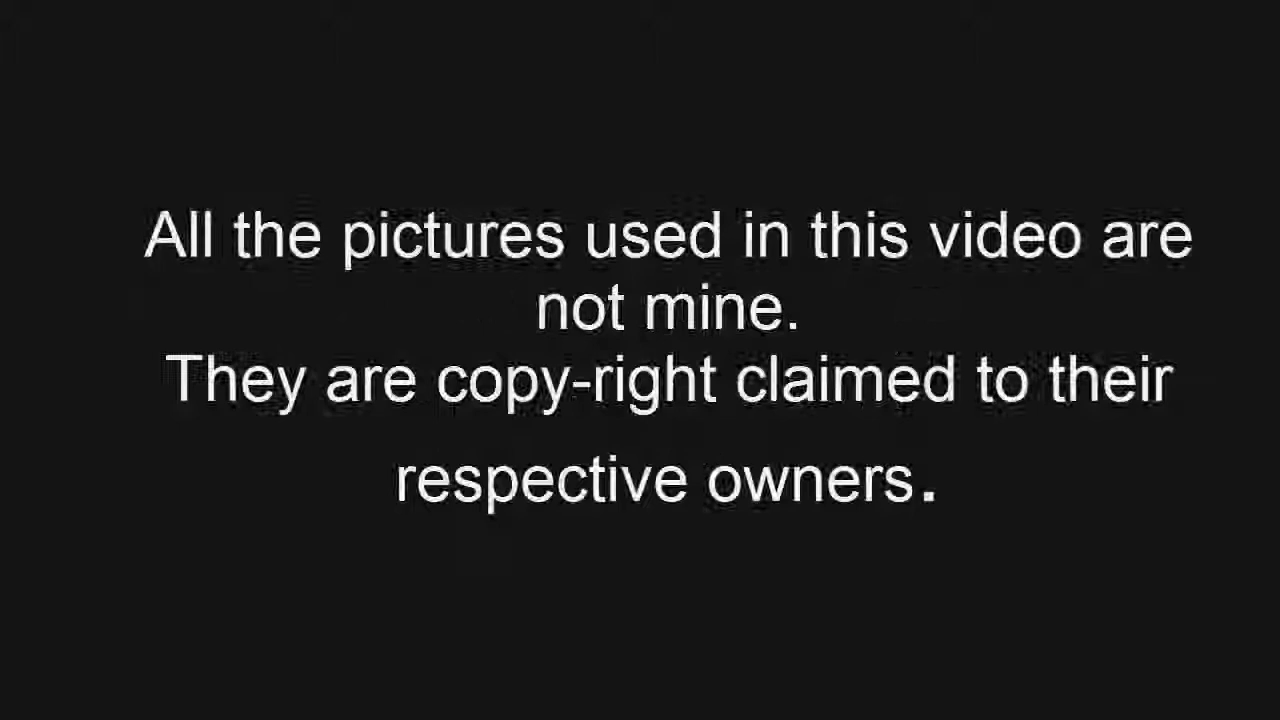 All the pictures used in this video are
not mine.
They are copy-right claimed to their
respective owners.